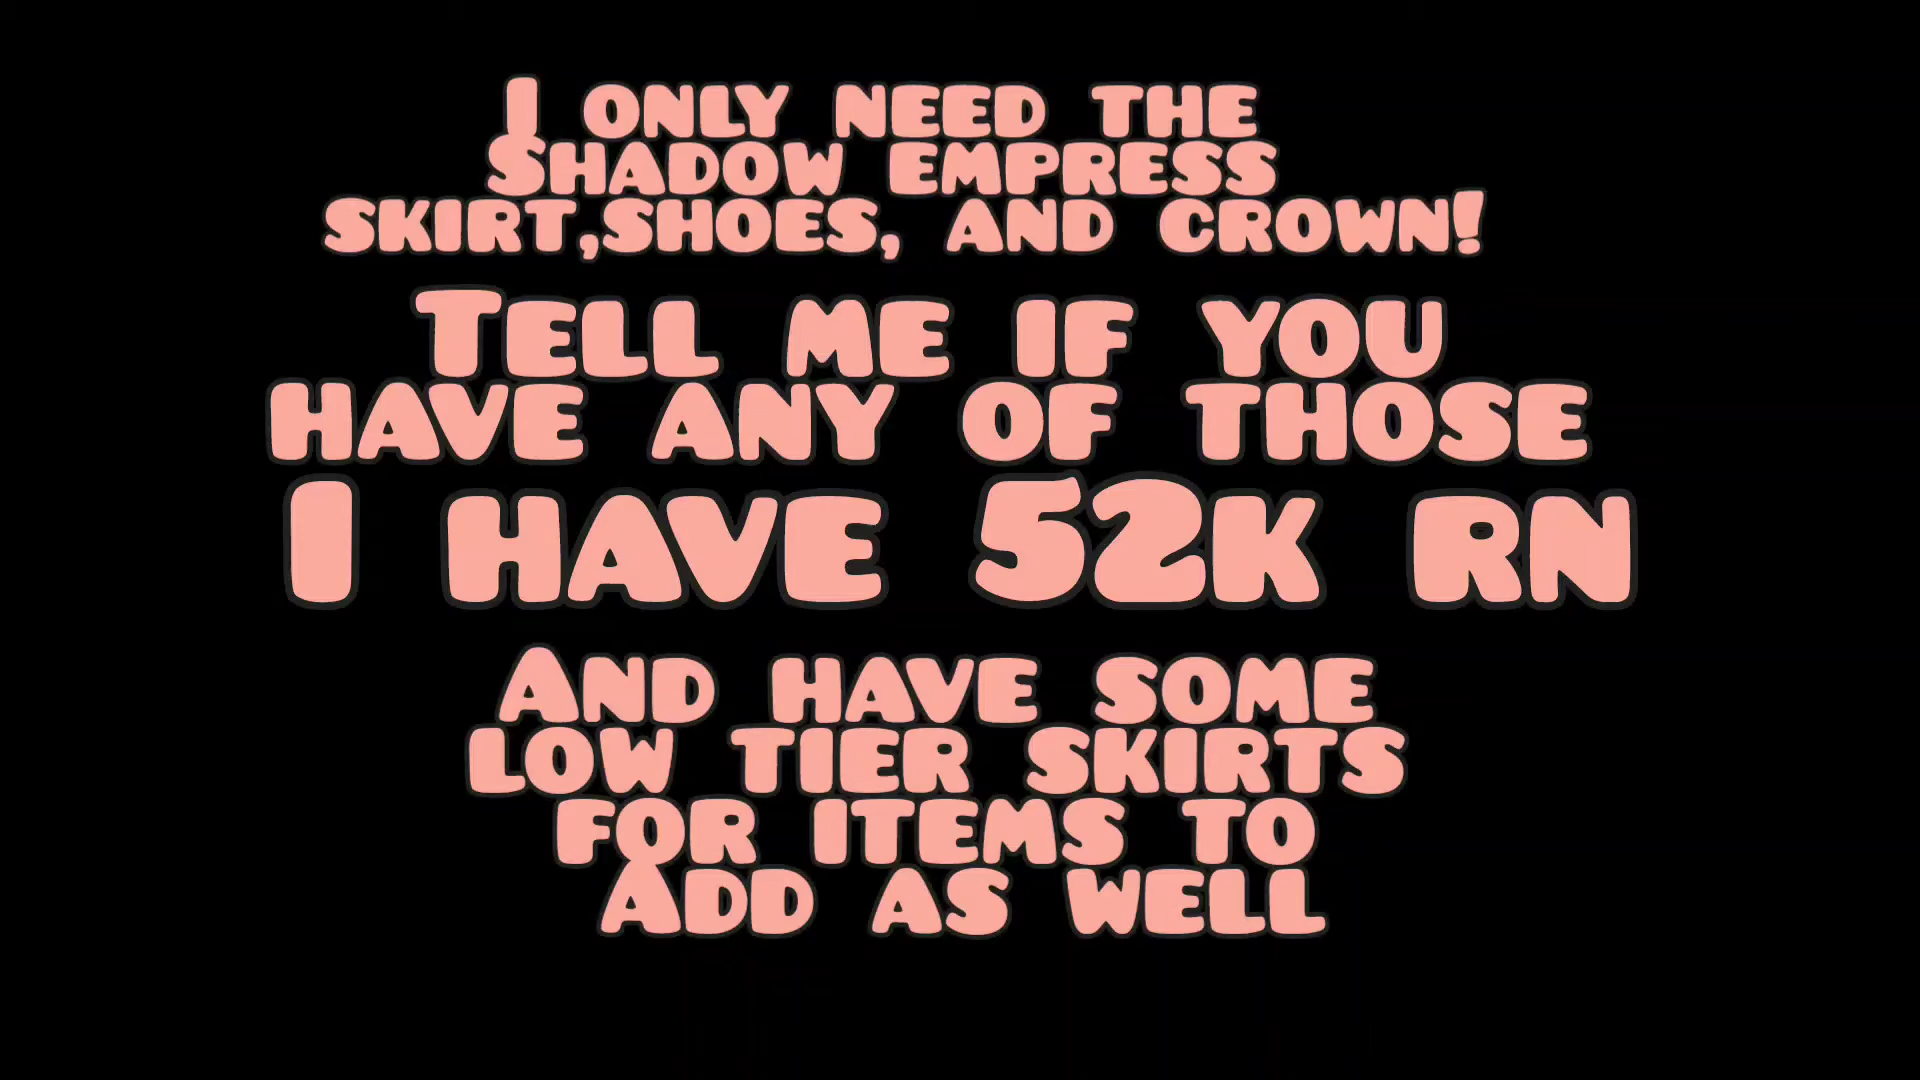 I only need the
Shadow empress
skirt,shoes, and crown!
Tell me if you
have any of those
I have 52k rn
And have some
low tier skirts
for items to
Add as well